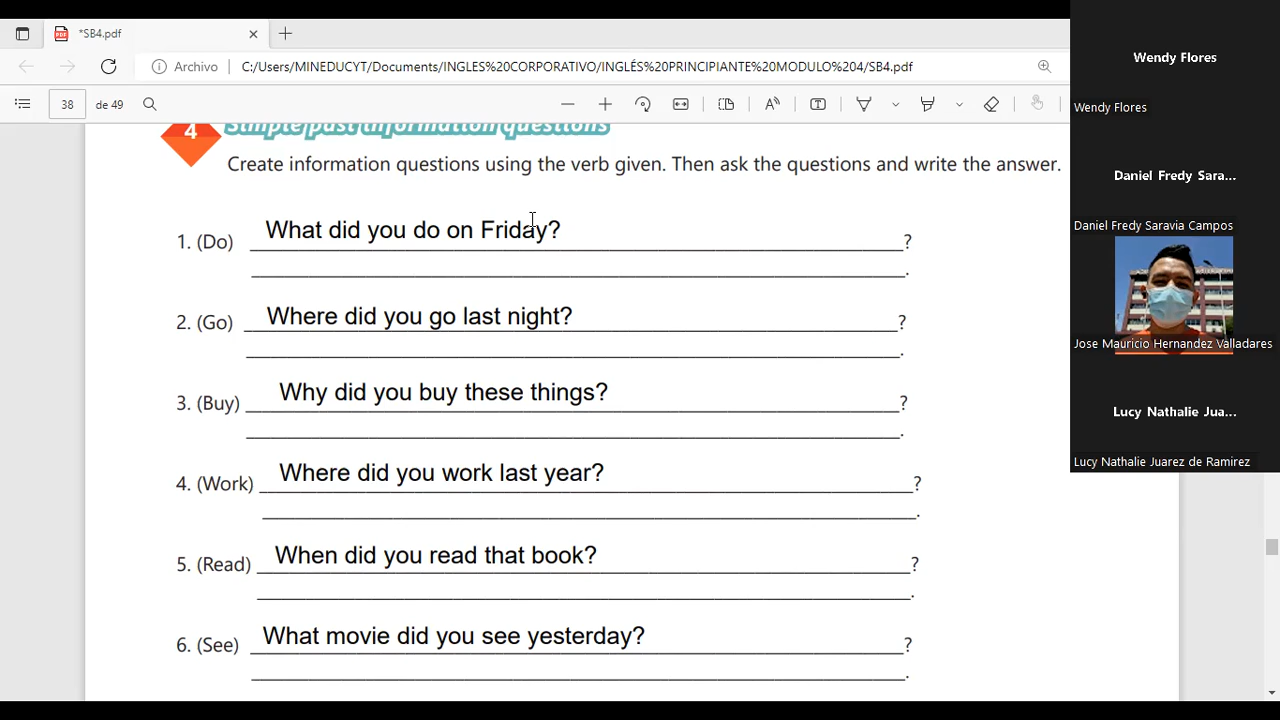 *SB4.pdf
Archivo
C:/Users/MINEDUCYT/Documents/INGLES%20CORPORATIVO/INGLÉS%20PRINCIPIANTE%20MODULO%204/SB4.pdf
38 de 49
4 Simple past information questions
Create information questions using the verb given. Then ask the questions and write the answer.
1. (Do) What did you do on Friday? ?
.
2. (Go) Where did you go last night? ?
.
3. (Buy) Why did you buy these things? ?
.
4. (Work) Where did you work last year? ?
.
5. (Read) When did you read that book? ?
.
6. (See) What movie did you see yesterday? ?
.
Wendy Flores
Wendy Flores
Daniel Fredy Sara...
Daniel Fredy Saravia Campos
Jose Mauricio Hernandez Valladares
Lucy Nathalie Jua...
Lucy Nathalie Juarez de Ramirez